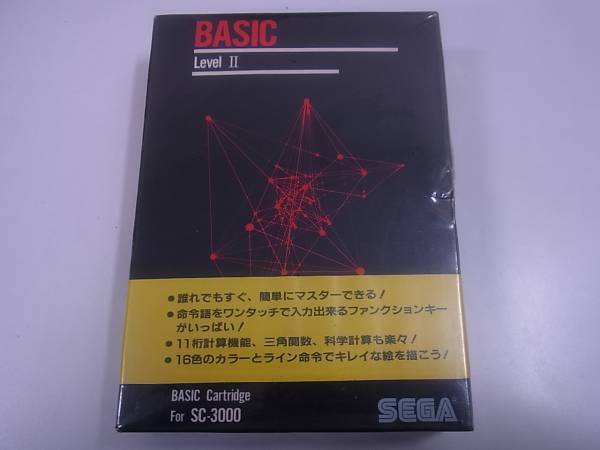 BASIC
Level II
●誰れでもすぐ、簡単にマスターできる!
●命令語をワンタッチで入力出来るファンクションキー
がいっぱい!
●11桁計算機能、三角関数、科学計算も楽々!
●16色のカラーとライン命令でキレイな絵を描こう!
BASIC Cartridge
For SC-3000
SEGA